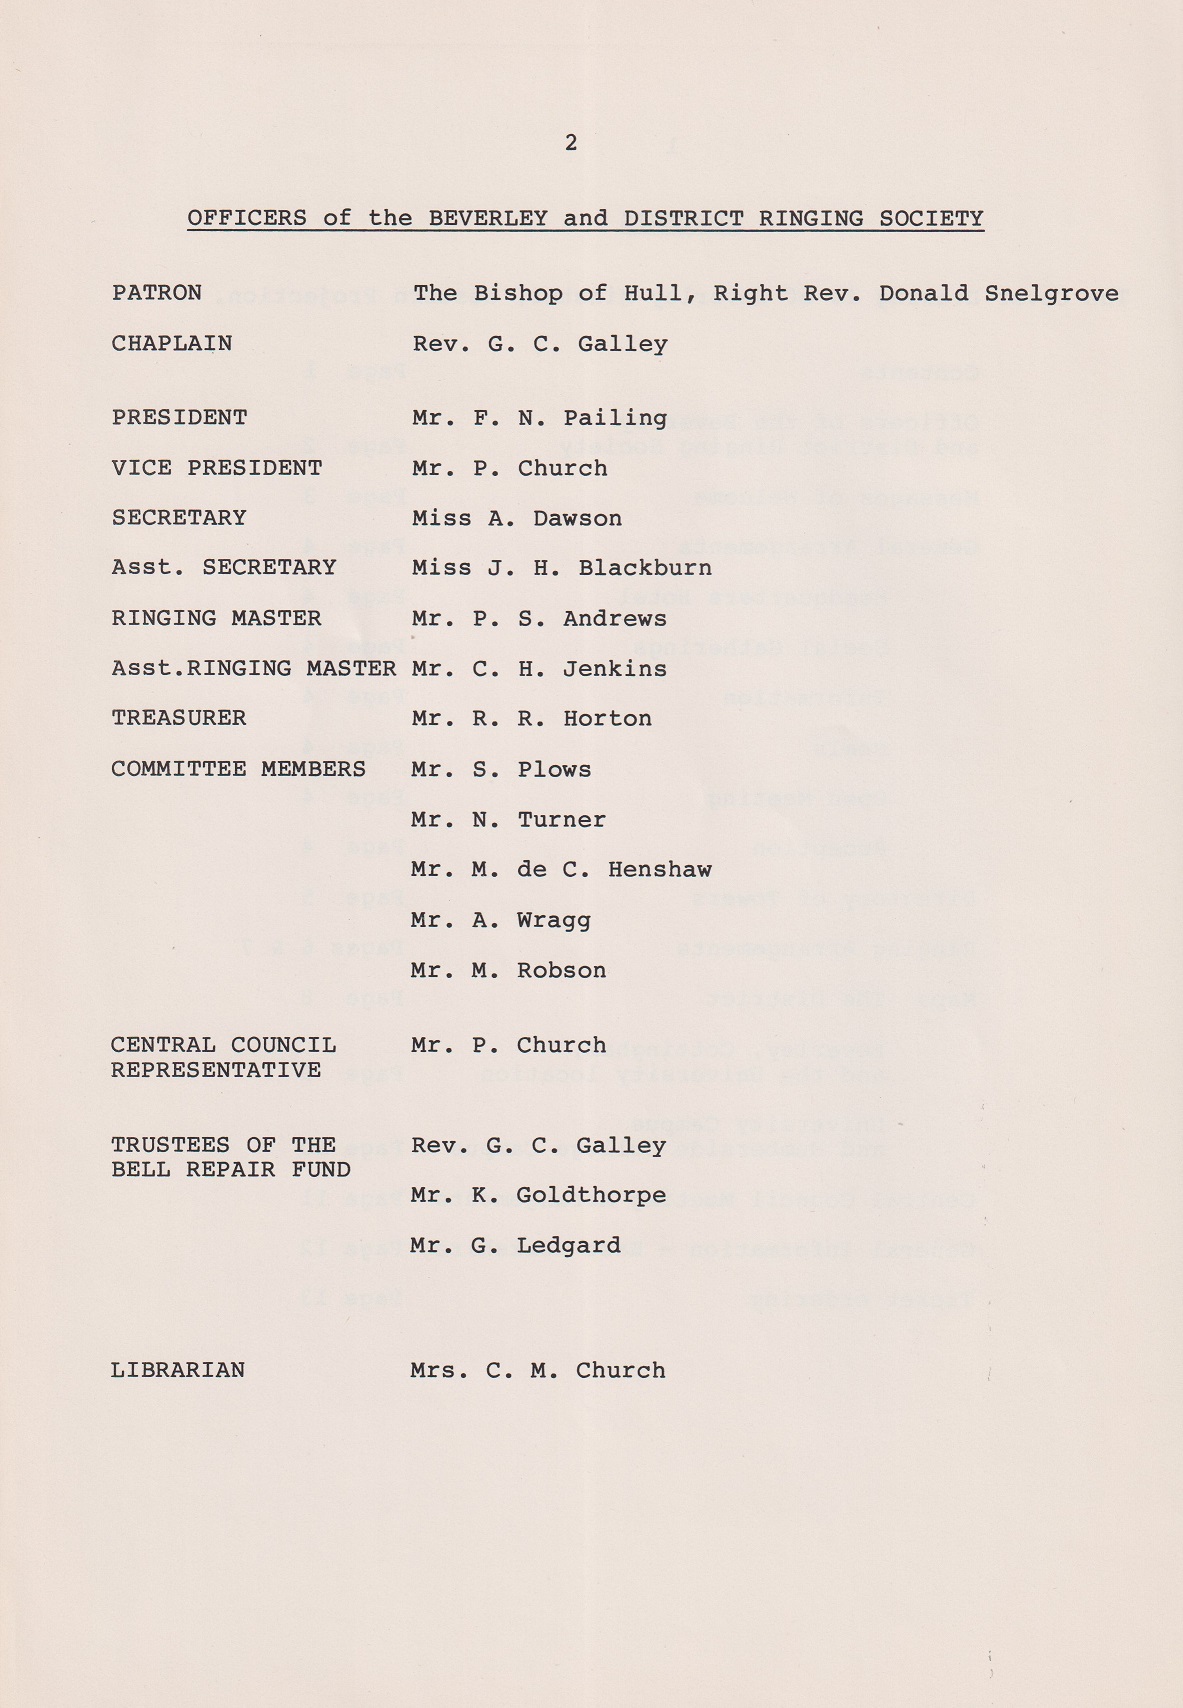 2
OFFICERS of the BEVERLEY and DISTRICT RINGING SOCIETY
PATRON The Bishop of Hull, Right Rev. Donald Snelgrove
CHAPLAIN Rev. G. C. Galley
PRESIDENT Mr. F. N. Pailing
VICE PRESIDENT Mr. P. Church
SECRETARY Miss A. Dawson
Asst. SECRETARY Miss J. H. Blackburn
RINGING MASTER Mr. P. S. Andrews
Asst.RINGING MASTER Mr. C. H. Jenkins
TREASURER Mr. R. R. Horton
COMMITTEE MEMBERS Mr. S. Plows
Mr. N. Turner
Mr. M. de C. Henshaw
Mr. A. Wragg
Mr. M. Robson
CENTRAL COUNCIL Mr. P. Church
REPRESENTATIVE
TRUSTEES OF THE Rev. G. C. Galley
BELL REPAIR FUND
Mr. K. Goldthorpe
Mr. G. Ledgard
LIBRARIAN Mrs. C. M. Church